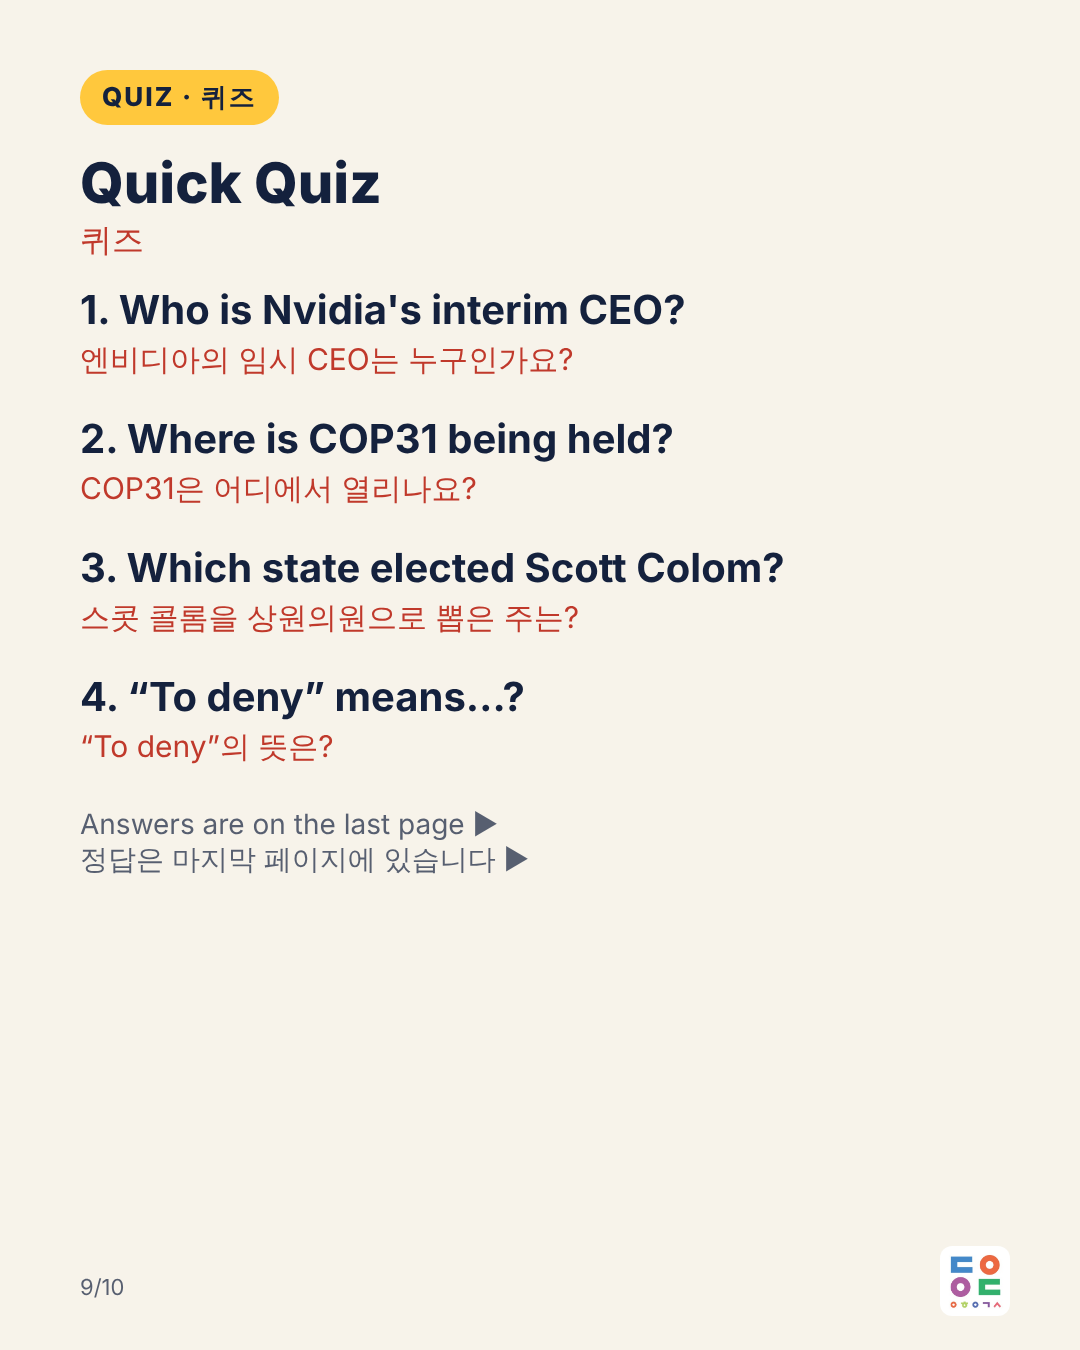 QUIZ · 퀴즈
Quick Quiz
퀴즈
1. Who is Nvidia's interim CEO?
엔비디아의 임시 CEO는 누구인가요?
2. Where is COP31 being held?
COP31은 어디에서 열리나요?
3. Which state elected Scott Colom?
스콧 콜롬을 상원의원으로 뽑은 주는?
4. “To deny” means…?
“To deny”의 뜻은?
Answers are on the last page ▶
정답은 마지막 페이지에 있습니다 ▶
9/10